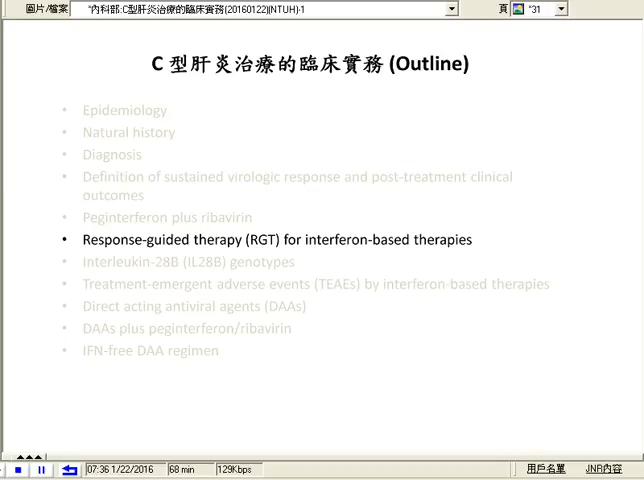 圖片/檔案 "內科部:C型肝炎治療的臨床實務(20160122)(NTUH)-1 頁 "31
C 型肝炎治療的臨床實務 (Outline)
• Epidemiology
• Natural history
• Diagnosis
• Definition of sustained virologic response and post-treatment clinical
outcomes
• Peginterferon plus ribavirin
• Response-guided therapy (RGT) for interferon-based therapies
• Interleukin-28B (IL28B) genotypes
• Treatment-emergent adverse events (TEAEs) by interferon-based therapies
• Direct acting antiviral agents (DAAs)
• DAAs plus peginterferon/ribavirin
• IFN-free DAA regimen
07:36 1/22/2016 68 min 129Kbps 用戶名單 JNR內容